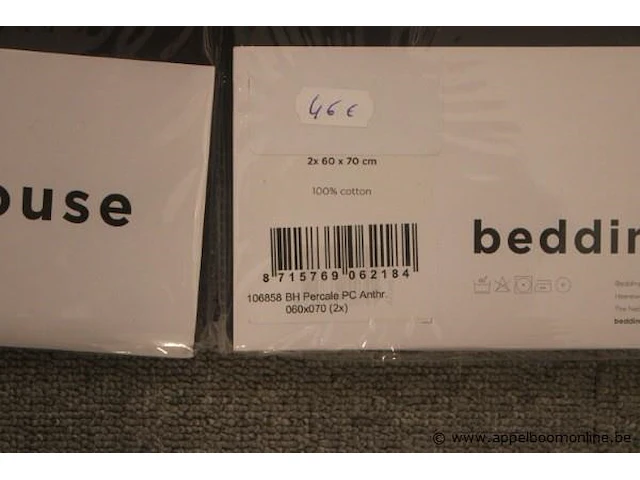 ouse
46 €
2x 60 x 70 cm
100% cotton
8 715769 062184
106858 BH Percale PC Anthr.
060x070 (2x)
beddin
beddin
© www.appelboomonline.be